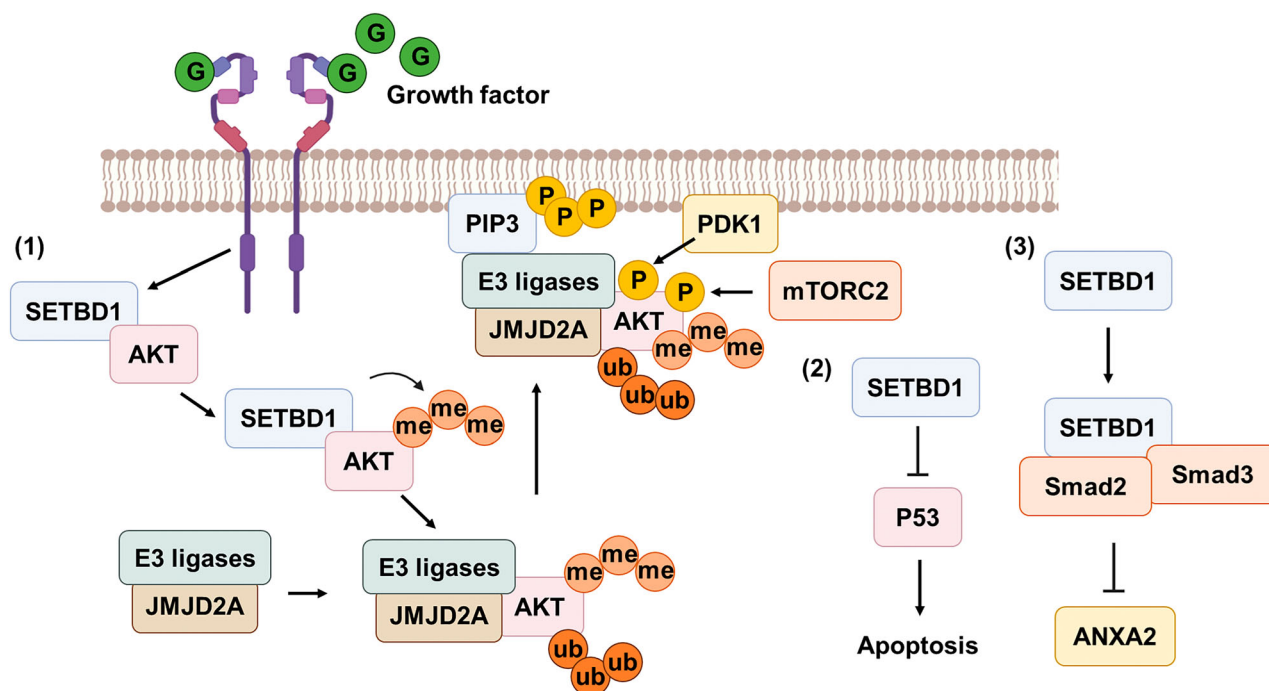 G
G
G
G
Growth factor
PIP3
P
P
P
PDK1
(1)
SETBD1
AKT
E3 ligases
JMJD2A
AKT
P
P
mTORC2
me
me
me
ub
ub
ub
SETBD1
AKT
me
me
me
E3 ligases
JMJD2A
E3 ligases
JMJD2A
AKT
me
me
me
ub
ub
ub
(2)
SETBD1
P53
Apoptosis
(3)
SETBD1
SETBD1
Smad2
Smad3
ANXA2